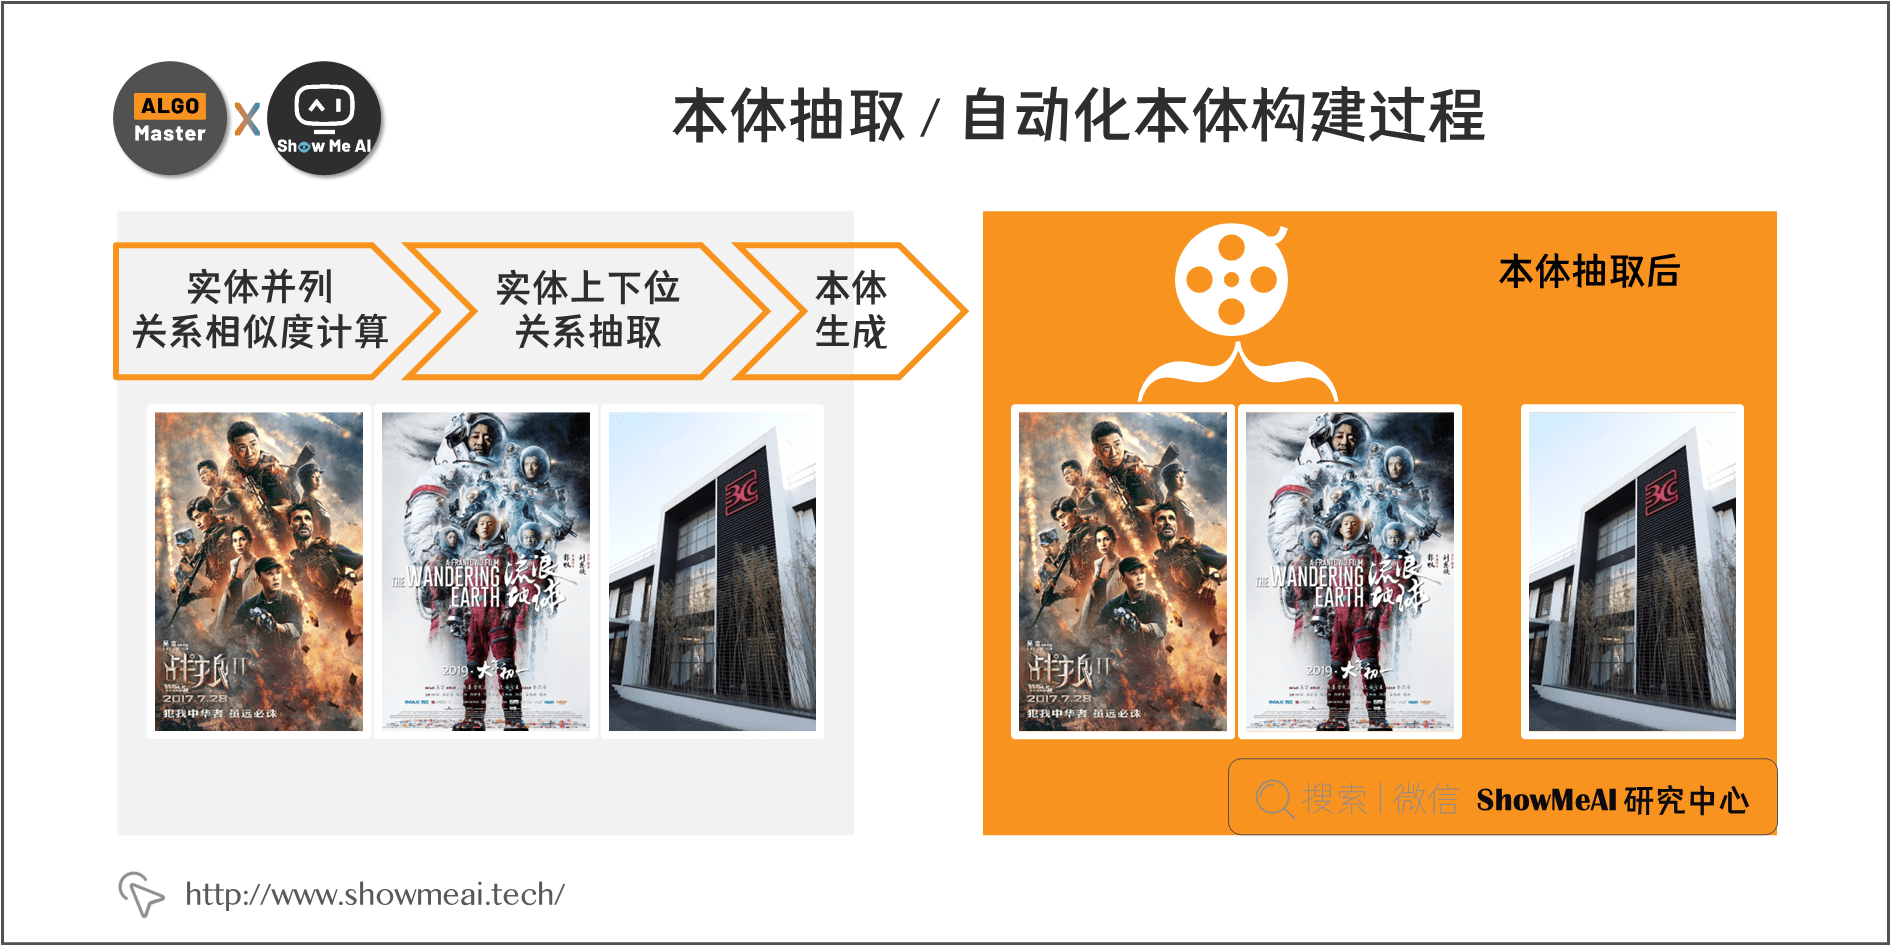 ALGO
Master
X
Show Me AI
本体抽取 / 自动化本体构建过程
实体并列
关系相似度计算
实体上下位
关系抽取
本体
生成
本体抽取后
战狼II
2017.7.28
犯我中华者 虽远必诛
A FRANTGWO FILM
THE WANDERING
EARTH
流浪
地球
2019·大年初一
战狼II
2017.7.28
犯我中华者 虽远必诛
A FRANTGWO FILM
THE WANDERING
EARTH
流浪
地球
2019·大年初一
搜索 | 微信 ShowMeAI 研究中心
http://www.showmeai.tech/